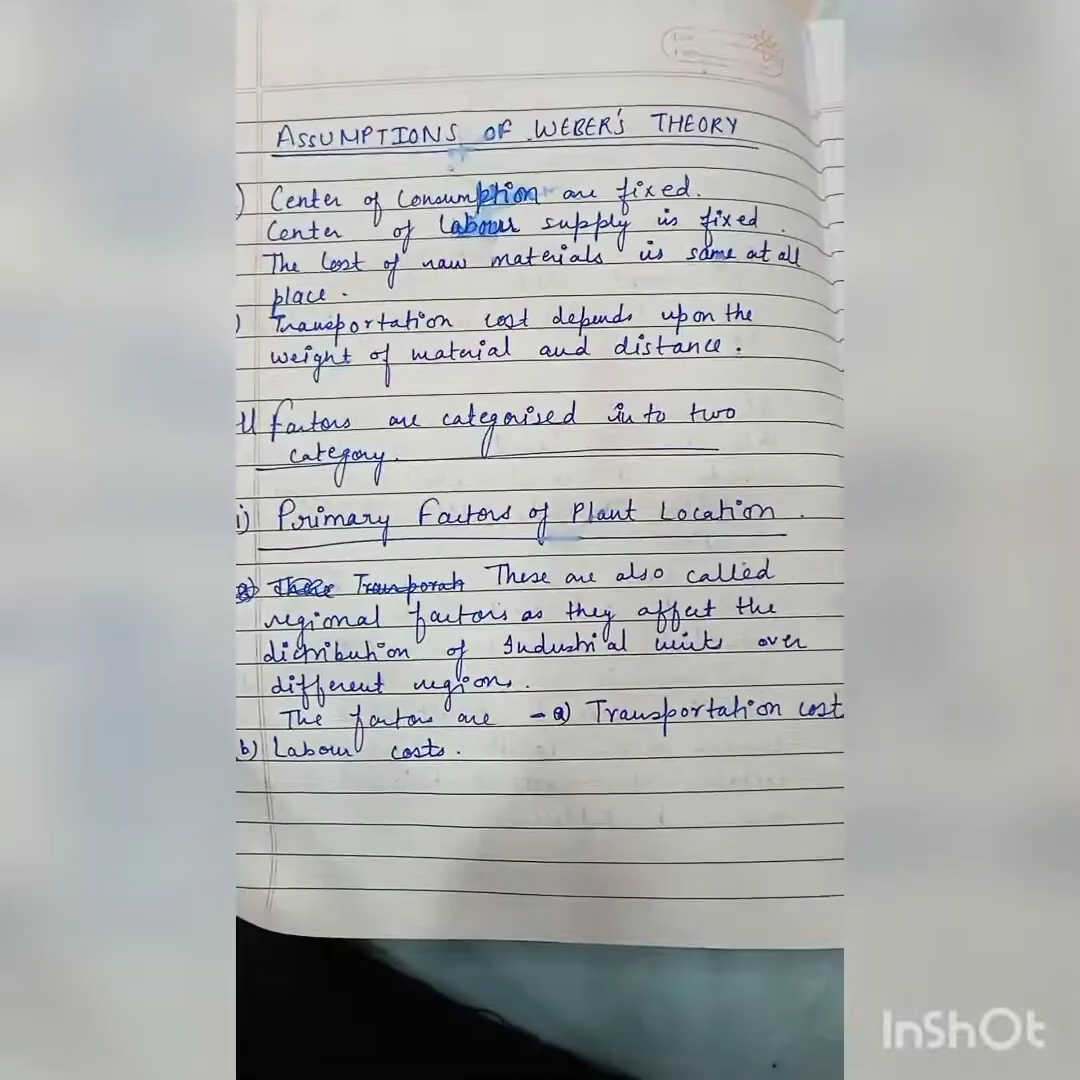 ASSUMPTIONS OF WEBER'S THEORY
) Center of Consumption are fixed.
Center of labour supply is fixed.
The Cost of raw materials is same at all
place.
) Transportation cost depends upon the
weight of material and distance.
factors are categorised in to two
category.
i) Primary Factors of Plant Location.
These are also called
regional factors as they affect the
distribution of Industrial units over
different regions.
The factors are - a) Transportation cost
b) Labour costs.
InShOt